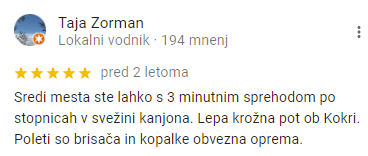 Taja Zorman
Lokalni vodnik · 194 mnenj
pred 2 letoma
Sredi mesta ste lahko s 3 minutnim sprehodom po
stopnicah v svežini kanjona. Lepa krožna pot ob Kokri.
Poleti so brisača in kopalke obvezna oprema.